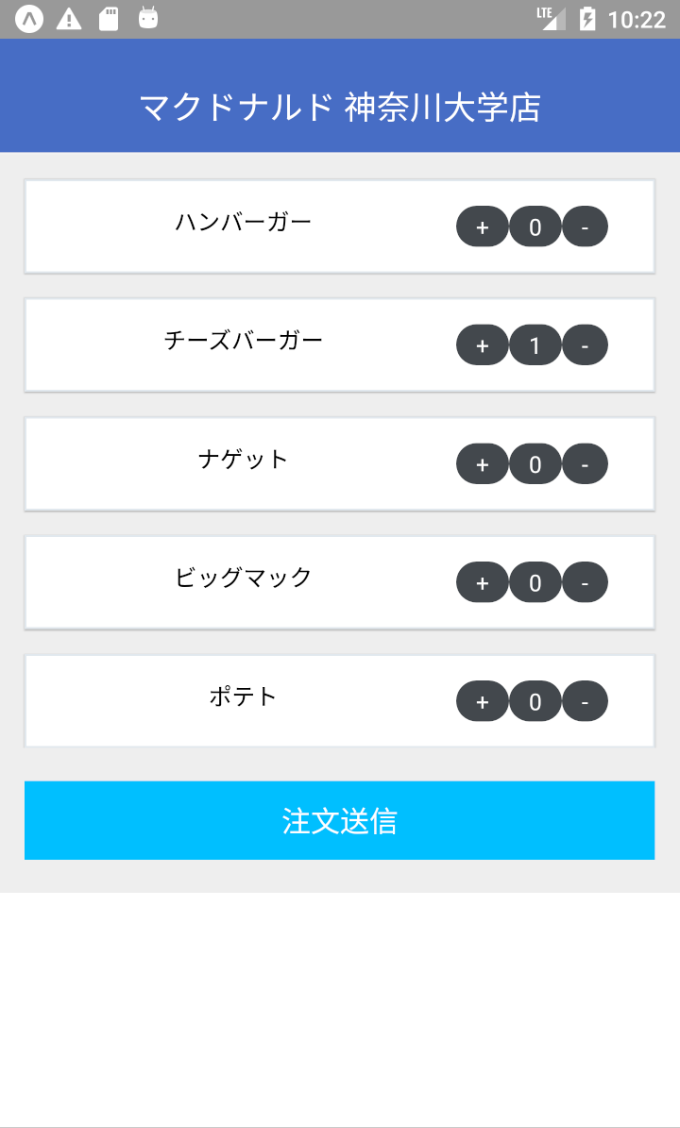 LTE 10:22
マクドナルド 神奈川大学店
ハンバーガー + 0 -
チーズバーガー + 1 -
ナゲット + 0 -
ビッグマック + 0 -
ポテト + 0 -
注文送信